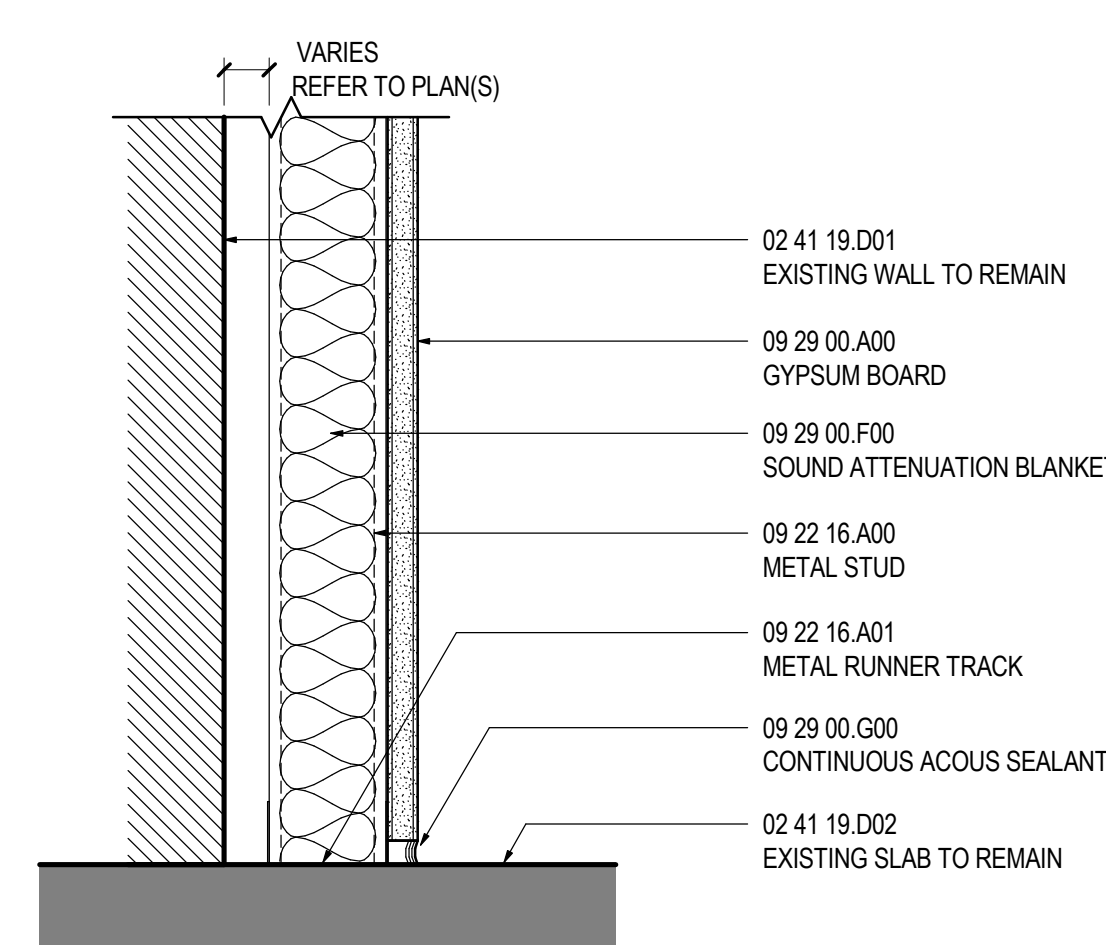 VARIES
REFER TO PLAN(S)
02 41 19.D01
EXISTING WALL TO REMAIN
09 29 00.A00
GYPSUM BOARD
09 29 00.F00
SOUND ATTENUATION BLANKET
09 22 16.A00
METAL STUD
09 22 16.A01
METAL RUNNER TRACK
09 29 00.G00
CONTINUOUS ACOUS SEALANT
02 41 19.D02
EXISTING SLAB TO REMAIN